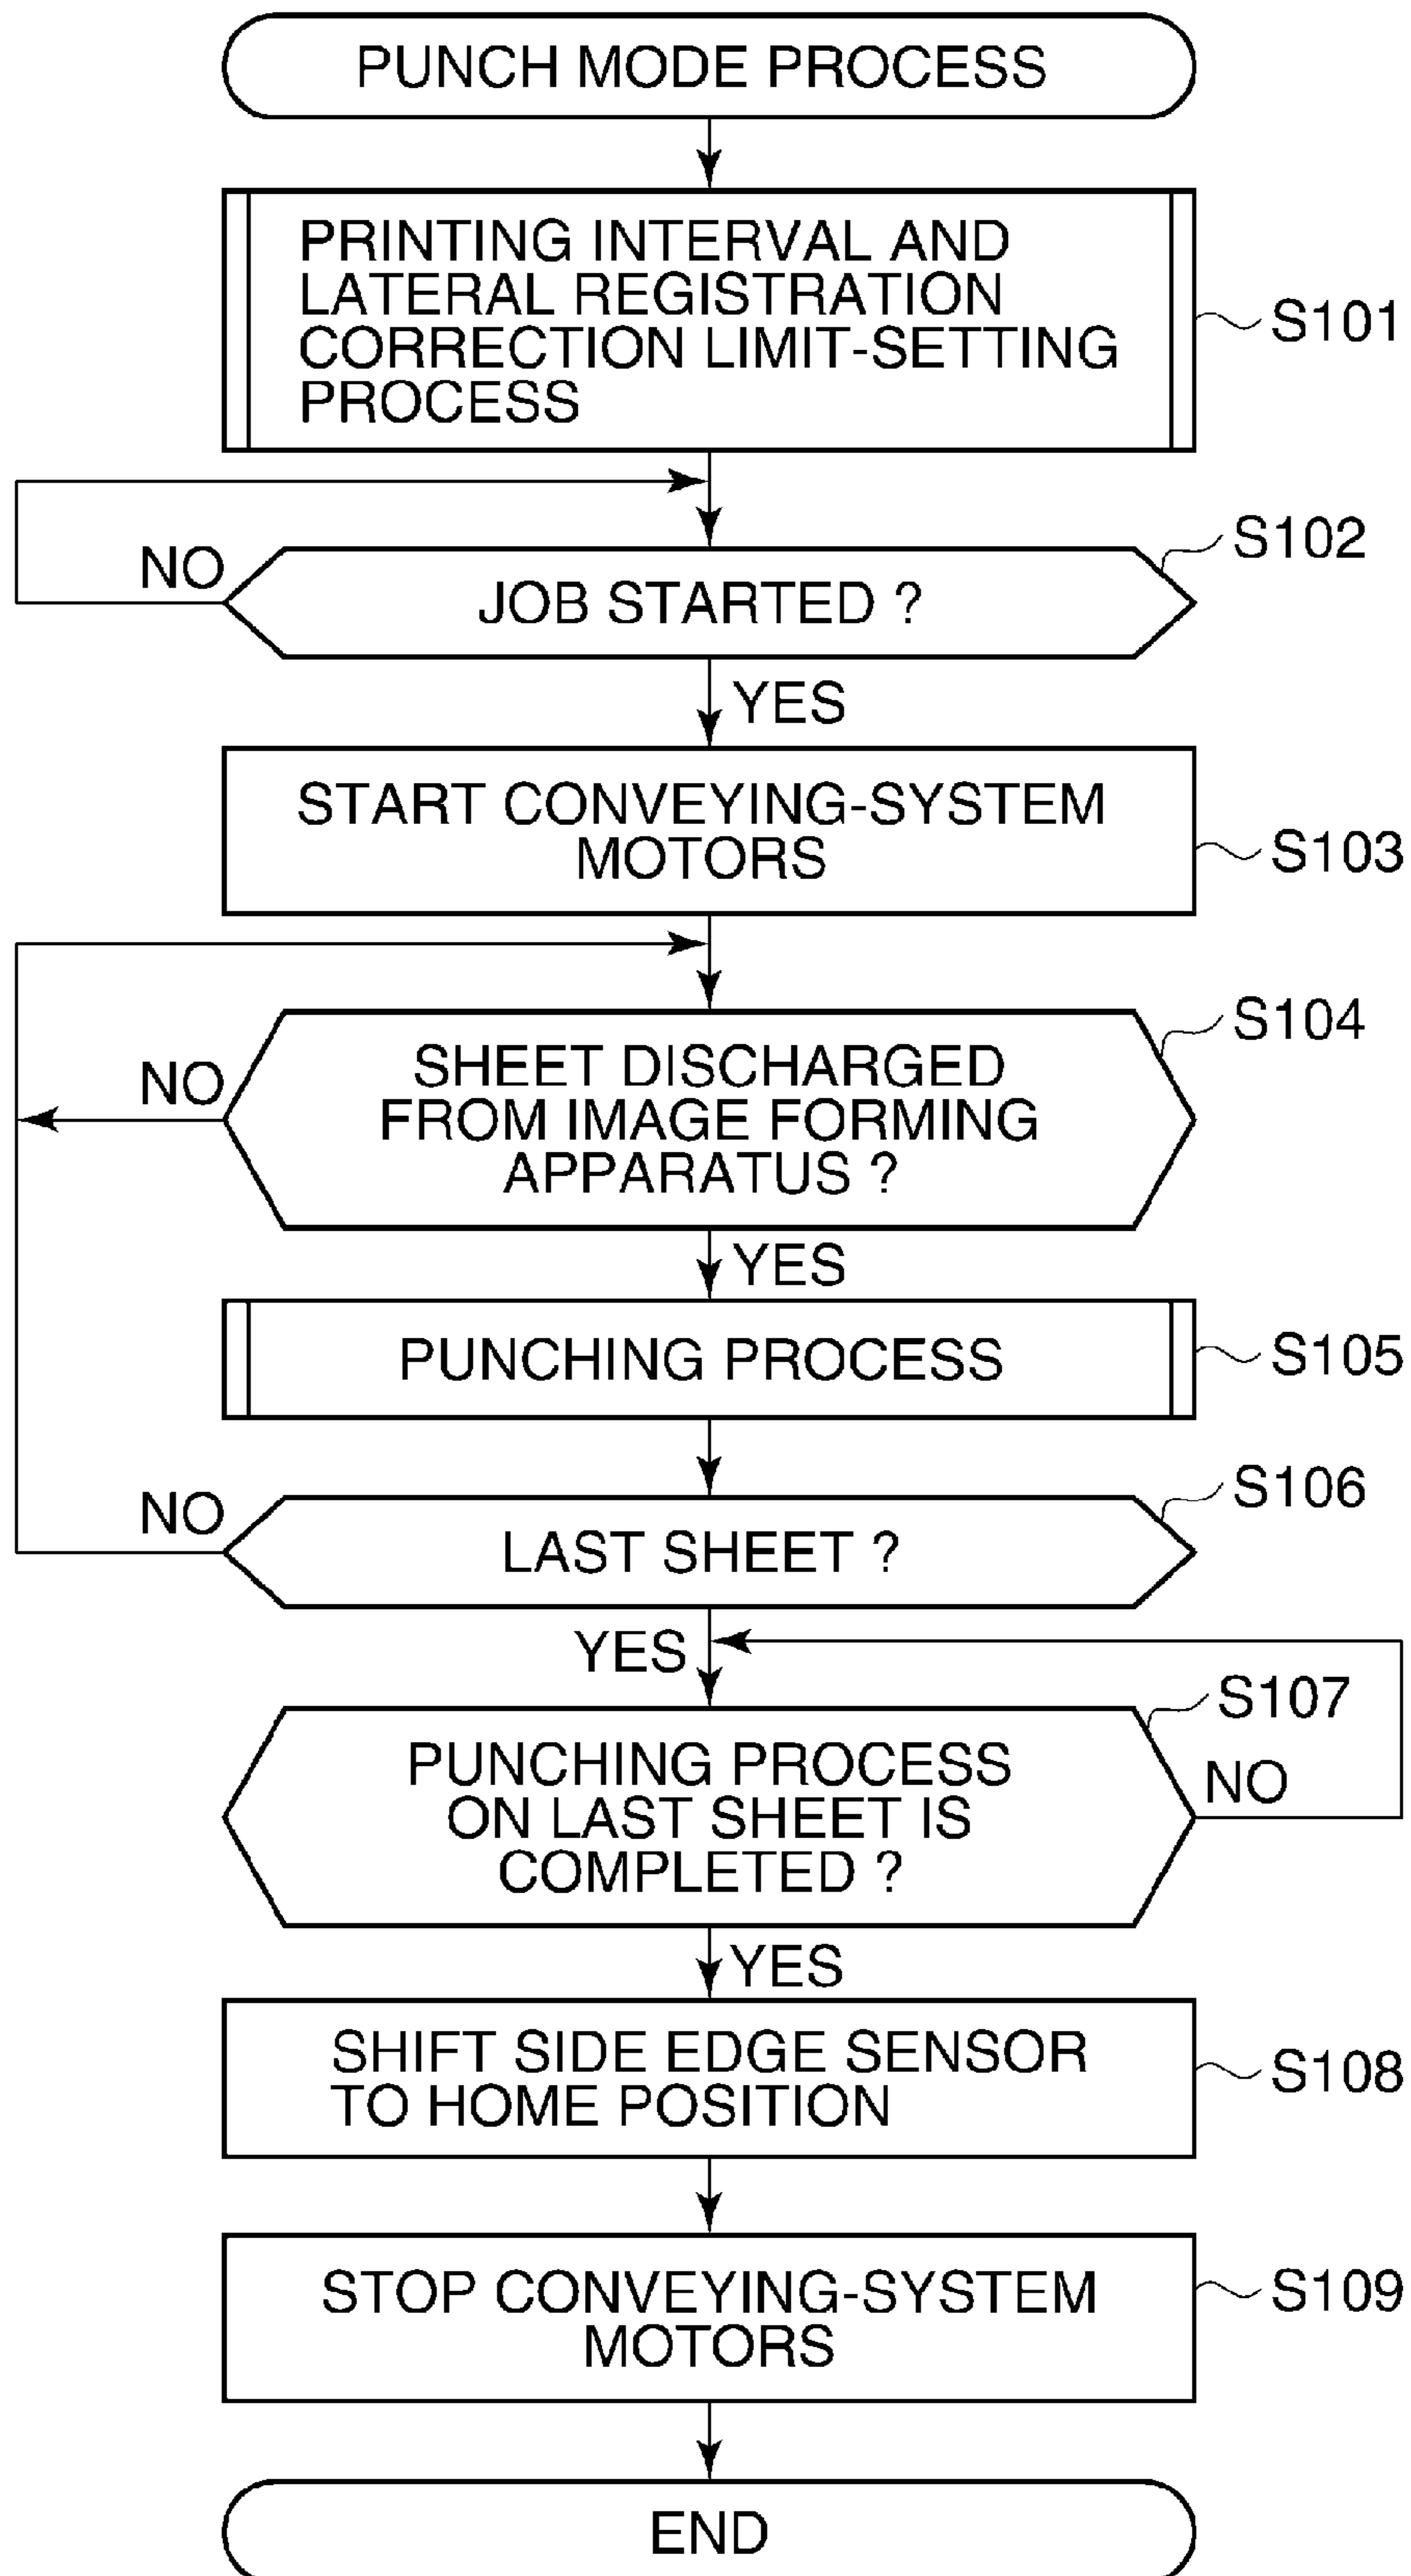 PUNCH MODE PROCESS
PRINTING INTERVAL AND
LATERAL REGISTRATION
CORRECTION LIMIT-SETTING
PROCESS
S101
S102
NO
JOB STARTED ?
YES
START CONVEYING-SYSTEM
MOTORS
S103
S104
NO
SHEET DISCHARGED
FROM IMAGE FORMING
APPARATUS ?
YES
PUNCHING PROCESS
S105
S106
NO
LAST SHEET ?
YES
S107
PUNCHING PROCESS
ON LAST SHEET IS
COMPLETED ?
NO
YES
SHIFT SIDE EDGE SENSOR
TO HOME POSITION
S108
STOP CONVEYING-SYSTEM
MOTORS
S109
END